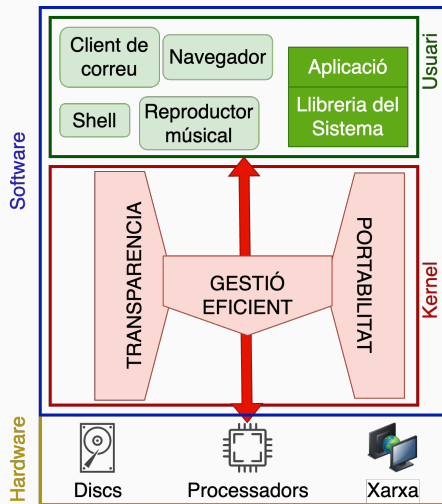 Client de
correu
Navegador
Shell
Reproductor
músical
Aplicació
Llibreria del
Sistema
Usuari
Software
TRANSPARENCIA
GESTIÓ
EFICIENT
PORTABILITAT
Kernel
Hardware
Discs
Processadors
Xarxa